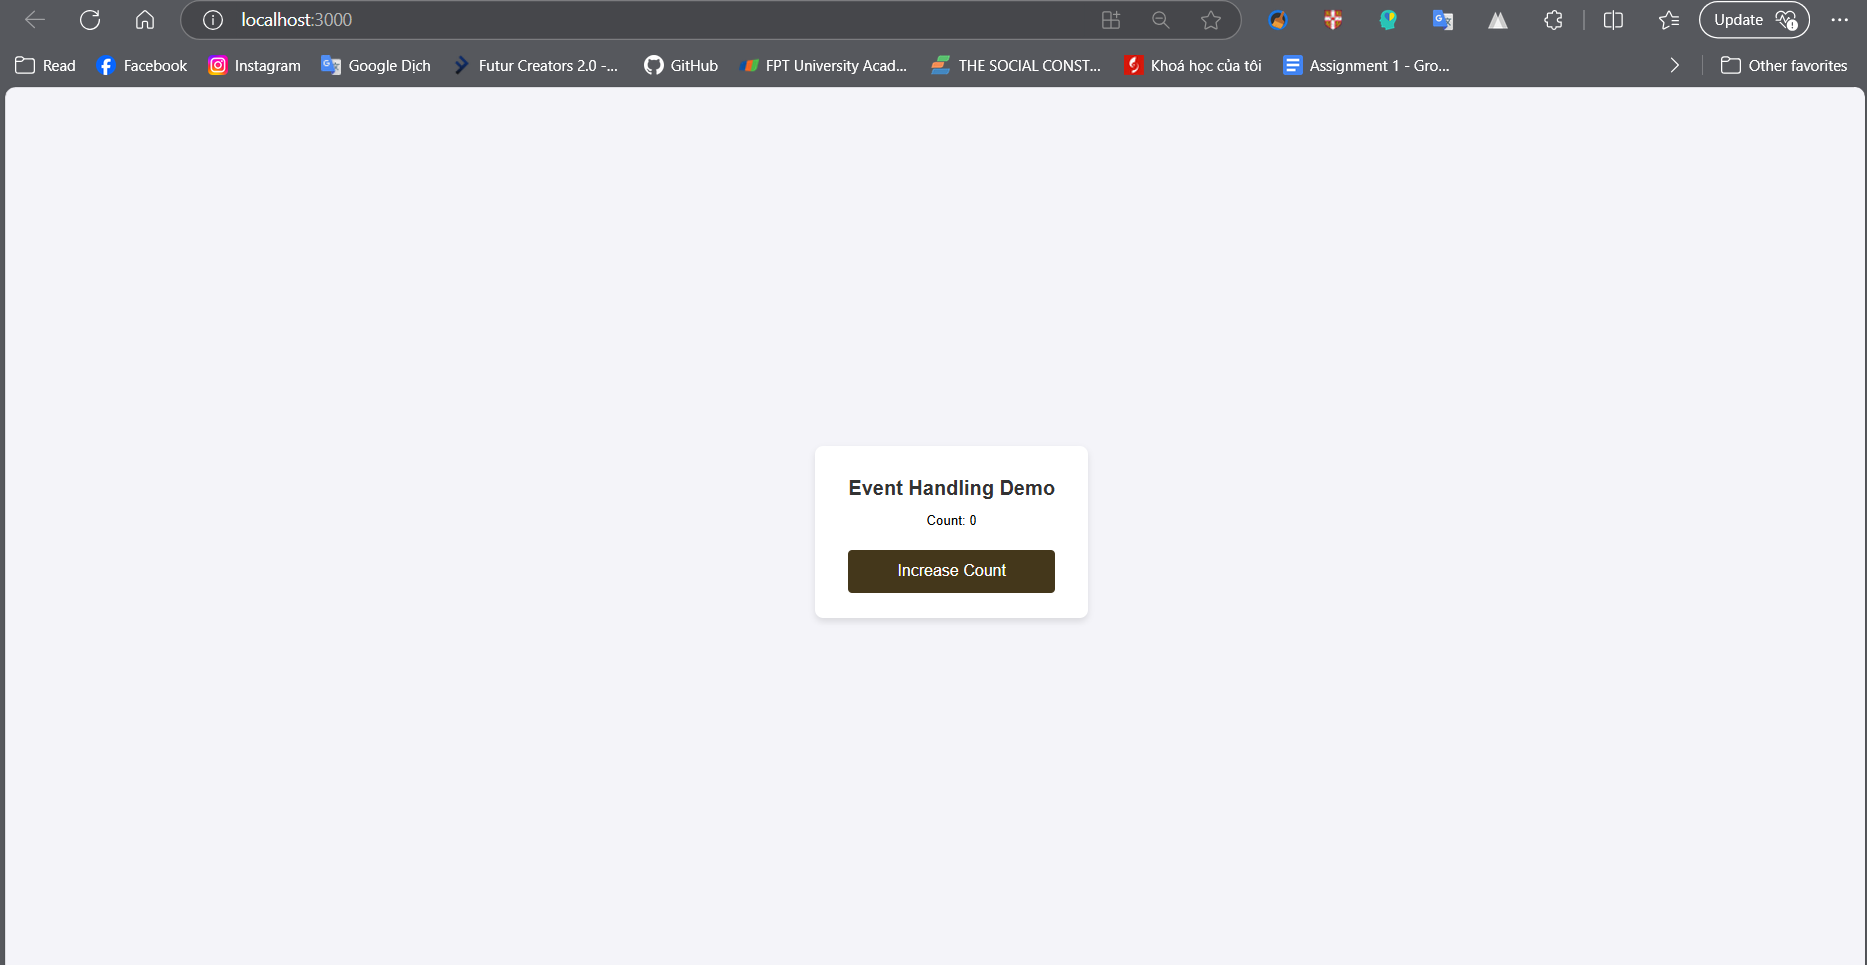 localhost:3000
Update
Read Facebook Instagram Google Dịch Futur Creators 2.0 -... GitHub FPT University Acad... THE SOCIAL CONST... Khoá học của tôi Assignment 1 - Gro... Other favorites
Event Handling Demo
Count: 0
Increase Count